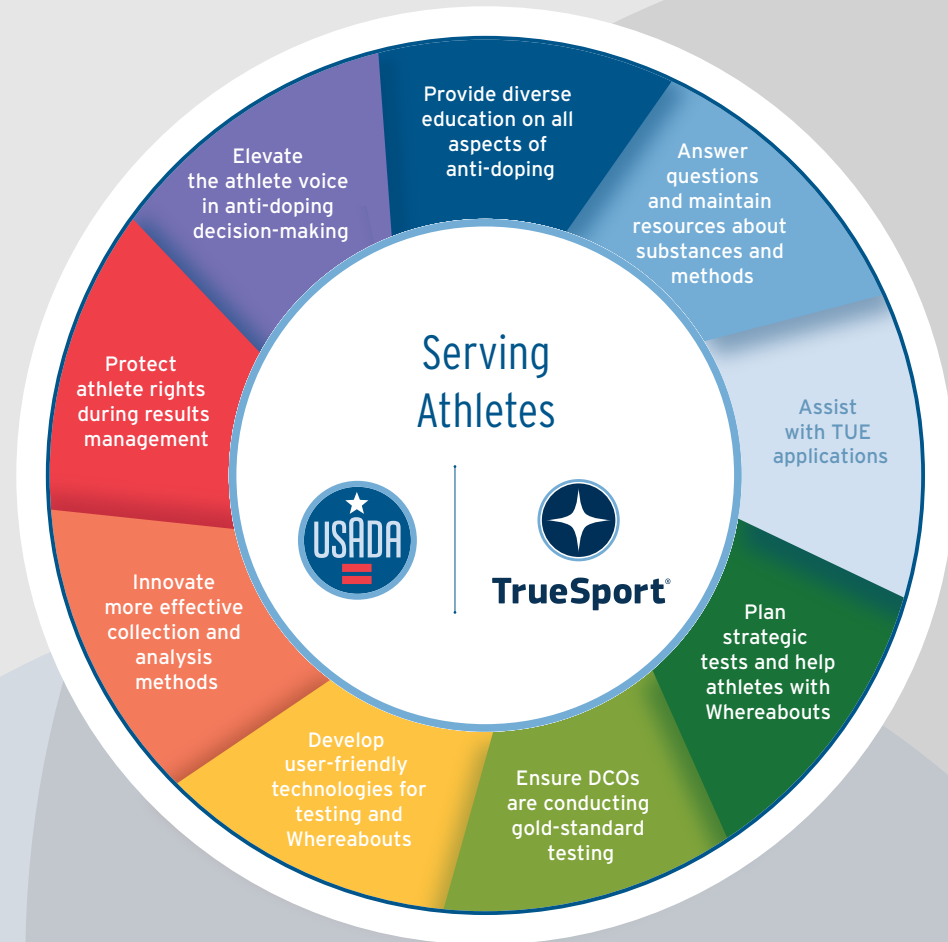 Provide diverse
education on all
aspects of
anti-doping
Answer
questions
and maintain
resources about
substances and
methods
Assist
with TUE
applications
Plan
strategic
tests and help
athletes with
Whereabouts
Ensure DCOs
are conducting
gold-standard
testing
Develop
user-friendly
technologies for
testing and
Whereabouts
Innovate
more effective
collection and
analysis
methods
Protect
athlete rights
during results
management
Elevate
the athlete voice
in anti-doping
decision-making
Serving
Athletes
USADA
TrueSport®